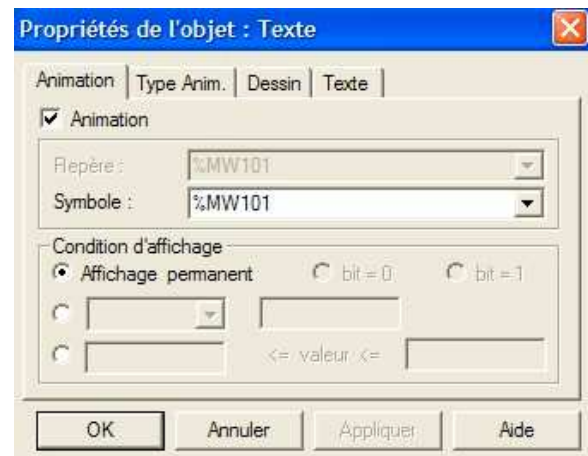 Propriétés de l'objet : Texte
Animation Type Anim. Dessin Texte
Animation
Repère : %MW101
Symbole : %MW101
Condition d'affichage
Affichage permanent bit = 0 bit = 1
<= valeur <=
OK Annuler Appliquer Aide